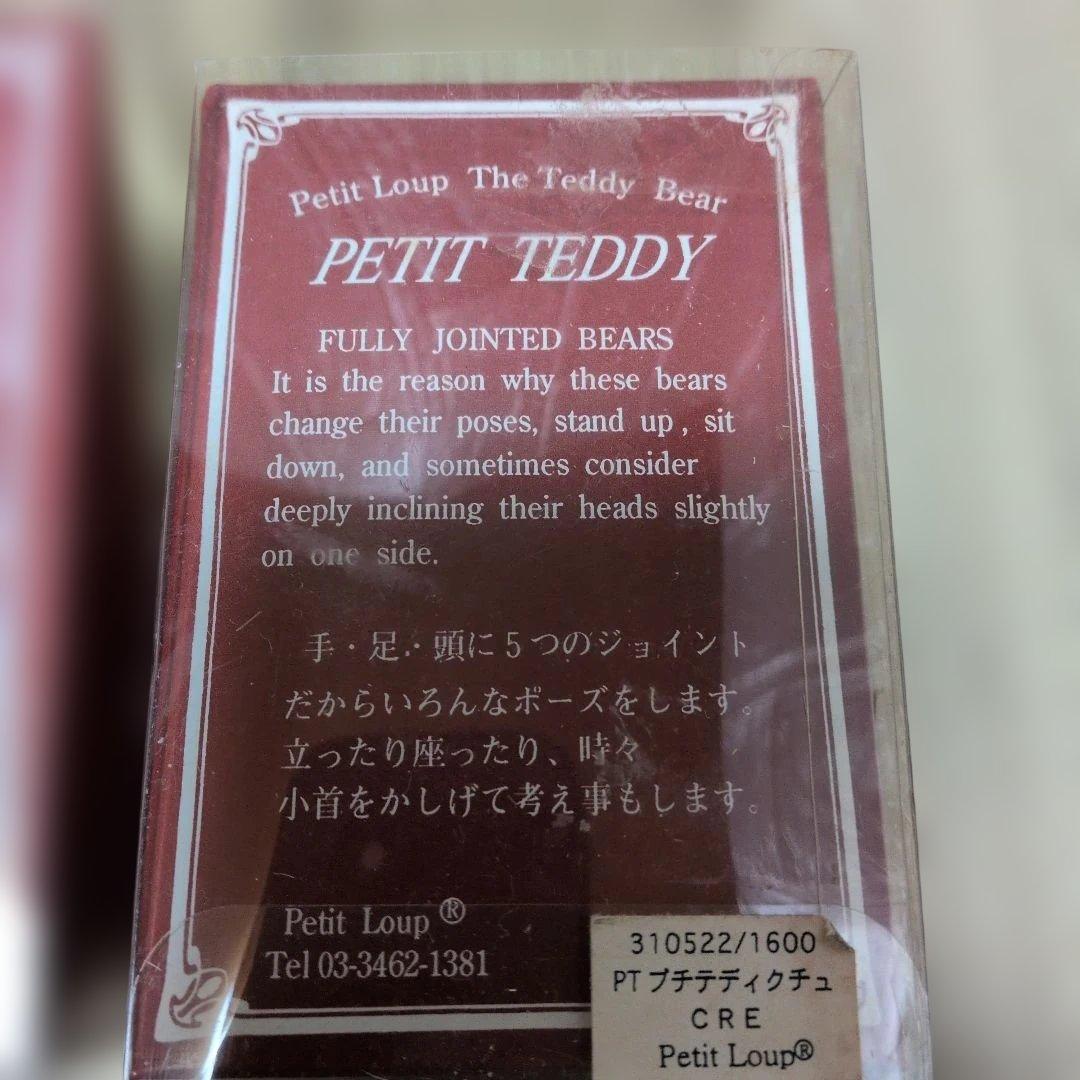 Petit Loup The Teddy Bear
PETIT TEDDY
FULLY JOINTED BEARS
It is the reason why these bears
change their poses, stand up, sit
down, and sometimes consider
deeply inclining their heads slightly
on one side.
手・足・頭に5つのジョイント
だからいろんなポーズをします。
立ったり座ったり、時々
小首をかしげて考え事もします。
Petit Loup®
Tel 03-3462-1381
310522/1600
PTプチテディクチュ
CRE
Petit Loup®